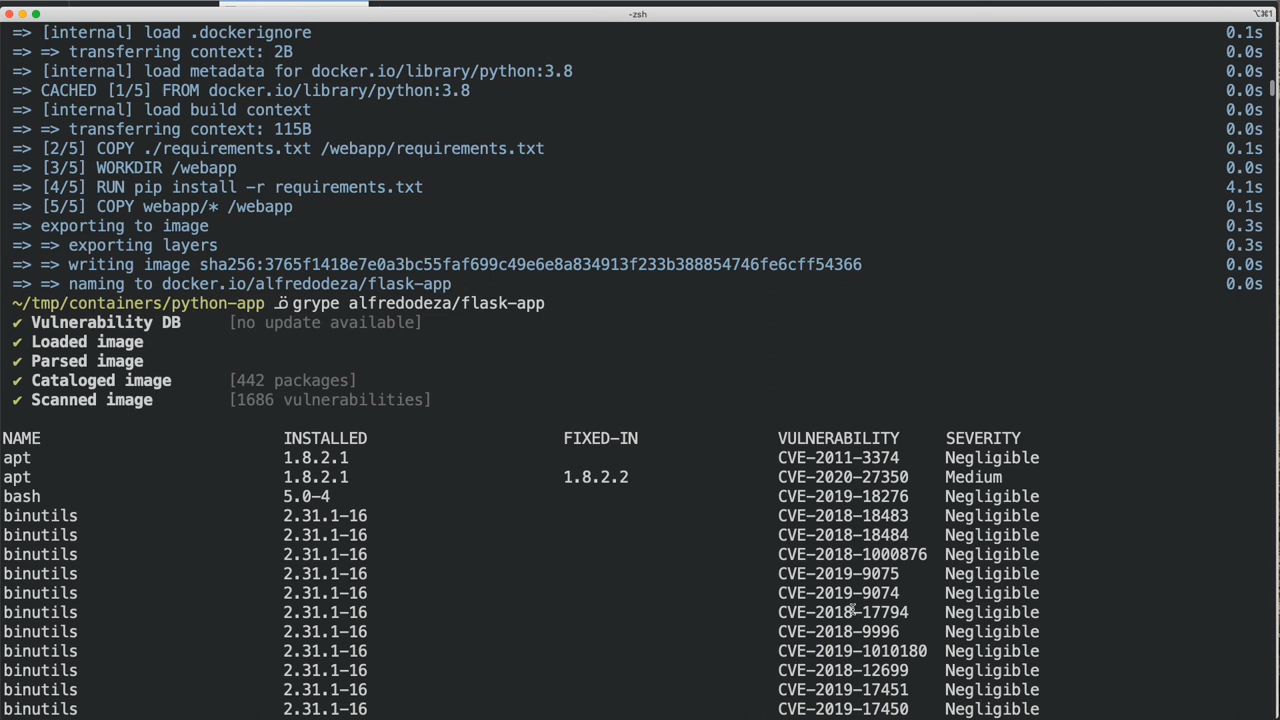 -zsh
⌥⌘1
=> [internal] load .dockerignore 0.1s
=> => transferring context: 2B 0.0s
=> [internal] load metadata for docker.io/library/python:3.8 0.0s
=> CACHED [1/5] FROM docker.io/library/python:3.8 0.0s
=> [internal] load build context 0.0s
=> => transferring context: 115B 0.0s
=> [2/5] COPY ./requirements.txt /webapp/requirements.txt 0.1s
=> [3/5] WORKDIR /webapp 0.0s
=> [4/5] RUN pip install -r requirements.txt 4.1s
=> [5/5] COPY webapp/* /webapp 0.1s
=> exporting to image 0.3s
=> => exporting layers 0.3s
=> => writing image sha256:3765f1418e7e0a3bc55faf699c49e6e8a834913f233b388854746fe6cff54366 0.0s
=> => naming to docker.io/alfredodeza/flask-app 0.0s
~/tmp/containers/python-app grype alfredodeza/flask-app
✔ Vulnerability DB [no update available]
✔ Loaded image
✔ Parsed image
✔ Cataloged image [442 packages]
✔ Scanned image [1686 vulnerabilities]
NAME INSTALLED FIXED-IN VULNERABILITY SEVERITY
apt 1.8.2.1 CVE-2011-3374 Negligible
apt 1.8.2.1 1.8.2.2 CVE-2020-27350 Medium
bash 5.0-4 CVE-2019-18276 Negligible
binutils 2.31.1-16 CVE-2018-18483 Negligible
binutils 2.31.1-16 CVE-2018-18484 Negligible
binutils 2.31.1-16 CVE-2018-1000876 Negligible
binutils 2.31.1-16 CVE-2019-9075 Negligible
binutils 2.31.1-16 CVE-2019-9074 Negligible
binutils 2.31.1-16 CVE-2018-17794 Negligible
binutils 2.31.1-16 CVE-2018-9996 Negligible
binutils 2.31.1-16 CVE-2019-1010180 Negligible
binutils 2.31.1-16 CVE-2018-12699 Negligible
binutils 2.31.1-16 CVE-2019-17451 Negligible
binutils 2.31.1-16 CVE-2019-17450 Negligible